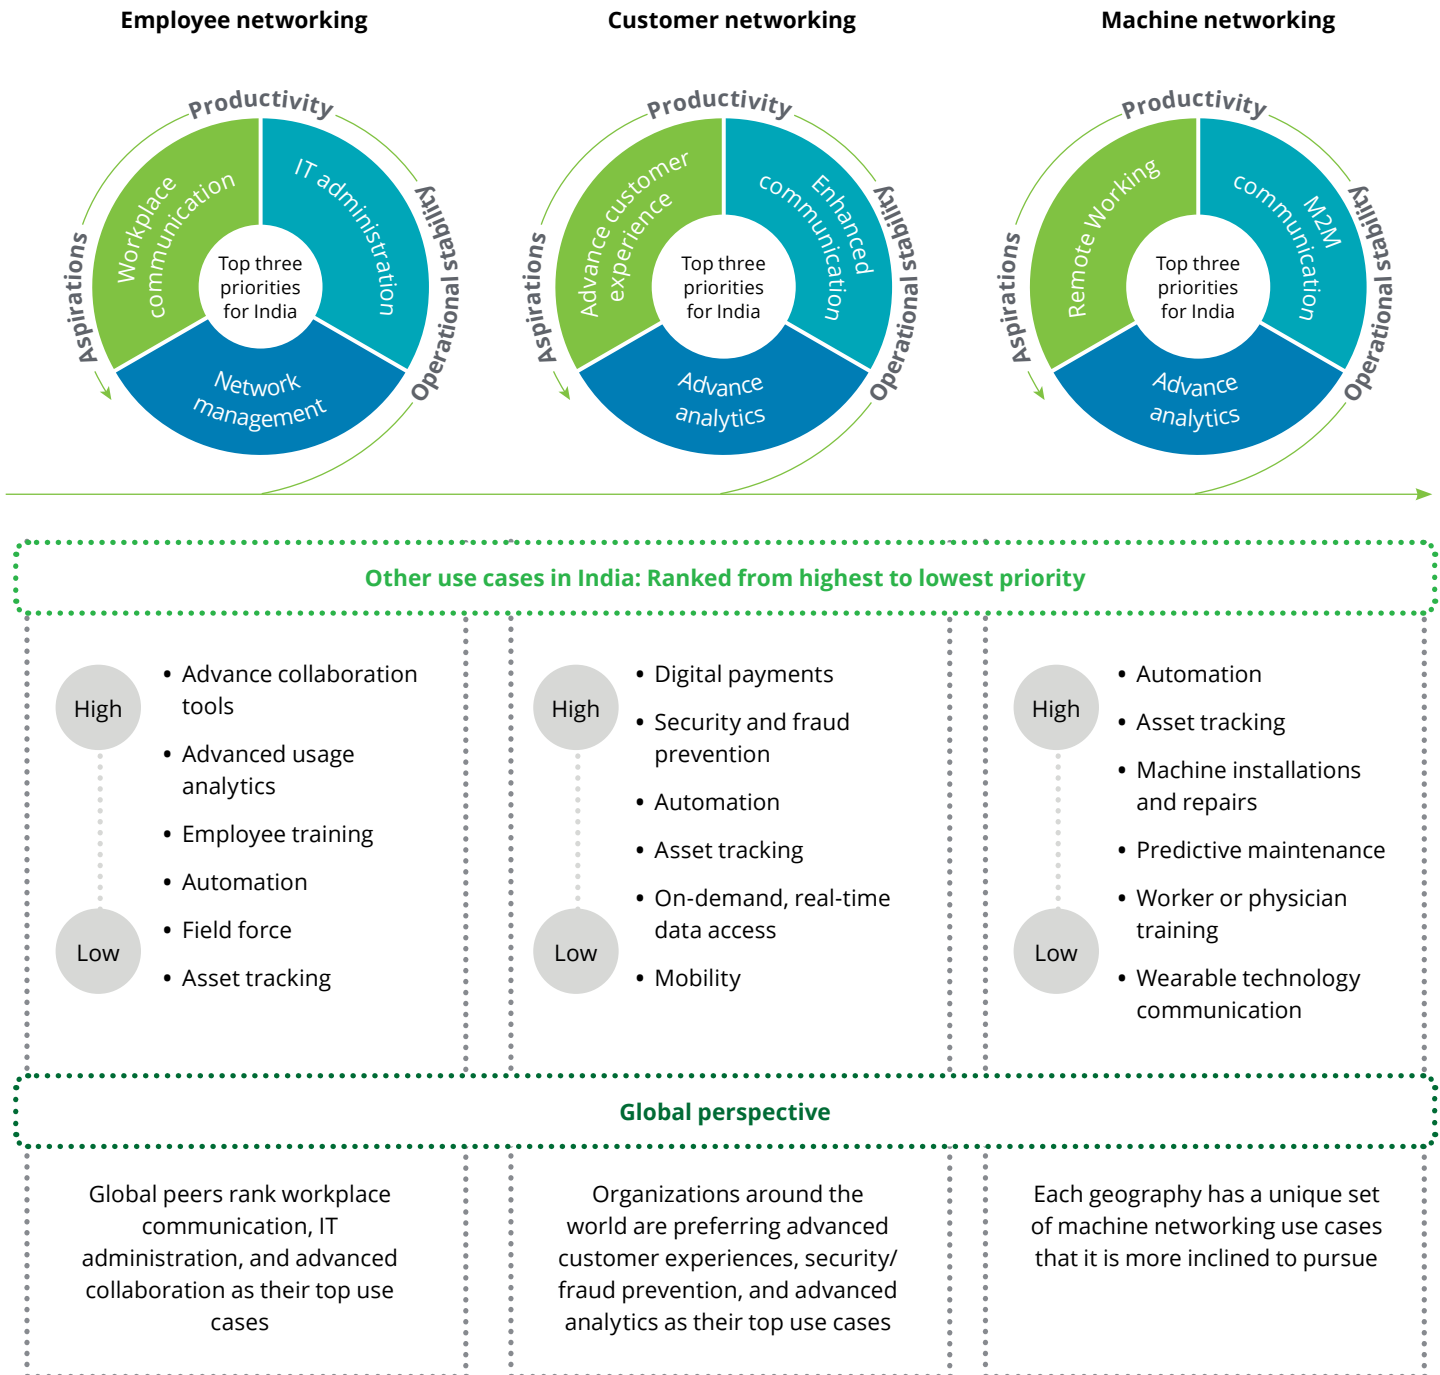 Employee networking
Productivity
Aspirations
Operational stability
Workplace
communication
IT administration
Network
management
Top three
priorities
for India
Customer networking
Productivity
Aspirations
Operational stability
Advance customer
experience
Enhanced
communication
Advance
analytics
Top three
priorities
for India
Machine networking
Productivity
Aspirations
Operational stability
Remote Working
M2M
communication
Advance
analytics
Top three
priorities
for India
Other use cases in India: Ranked from highest to lowest priority
High
Low
• Advance collaboration
tools
• Advanced usage
analytics
• Employee training
• Automation
• Field force
• Asset tracking
High
Low
• Digital payments
• Security and fraud
prevention
• Automation
• Asset tracking
• On-demand, real-time
data access
• Mobility
High
Low
• Automation
• Asset tracking
• Machine installations
and repairs
• Predictive maintenance
• Worker or physician
training
• Wearable technology
communication
Global perspective
Global peers rank workplace
communication, IT
administration, and advanced
collaboration as their top use
cases
Organizations around the
world are preferring advanced
customer experiences, security/
fraud prevention, and advanced
analytics as their top use cases
Each geography has a unique set
of machine networking use cases
that it is more inclined to pursue